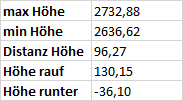 max Höhe 2732,88
min Höhe 2636,62
Distanz Höhe 96,27
Höhe rauf 130,15
Höhe runter -36,10